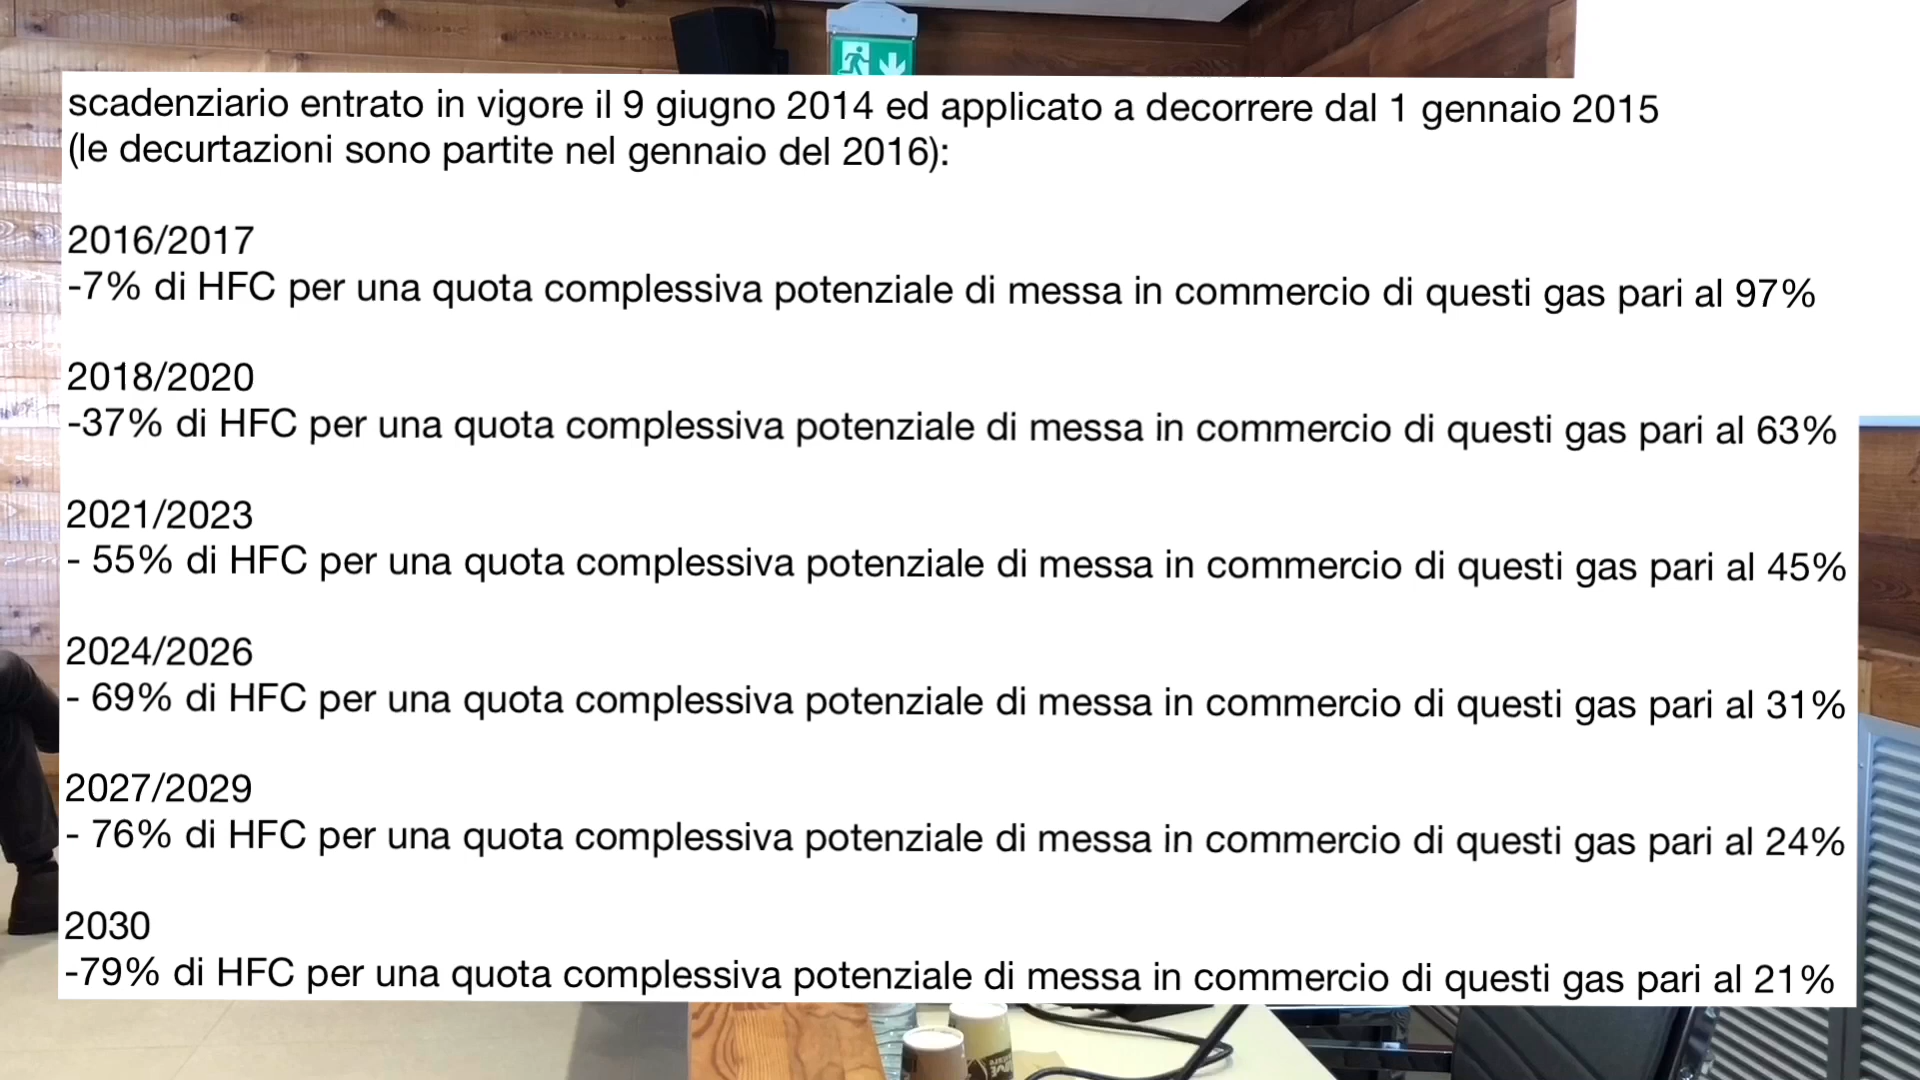 scadenziario entrato in vigore il 9 giugno 2014 ed applicato a decorrere dal 1 gennaio 2015
(le decurtazioni sono partite nel gennaio del 2016):
2016/2017
-7% di HFC per una quota complessiva potenziale di messa in commercio di questi gas pari al 97%
2018/2020
-37% di HFC per una quota complessiva potenziale di messa in commercio di questi gas pari al 63%
2021/2023
- 55% di HFC per una quota complessiva potenziale di messa in commercio di questi gas pari al 45%
2024/2026
- 69% di HFC per una quota complessiva potenziale di messa in commercio di questi gas pari al 31%
2027/2029
- 76% di HFC per una quota complessiva potenziale di messa in commercio di questi gas pari al 24%
2030
-79% di HFC per una quota complessiva potenziale di messa in commercio di questi gas pari al 21%